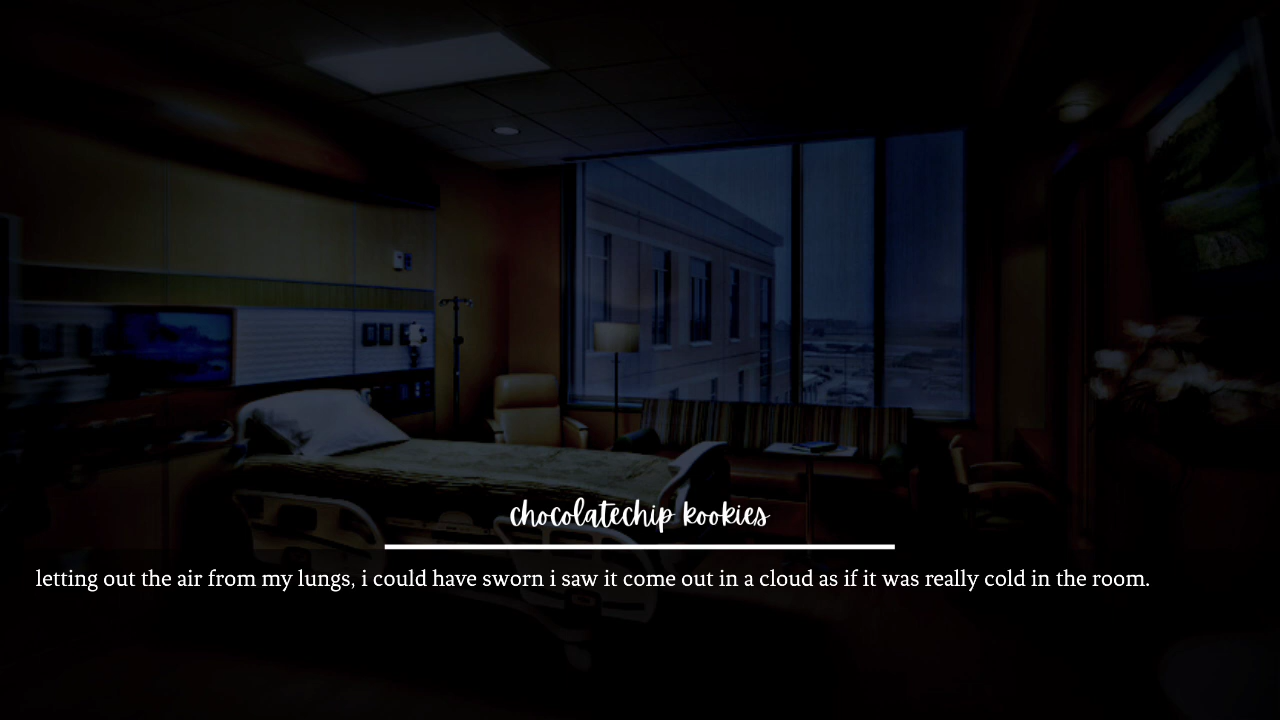 chocolatechip kookies
letting out the air from my lungs, i could have sworn i saw it come out in a cloud as if it was really cold in the room.